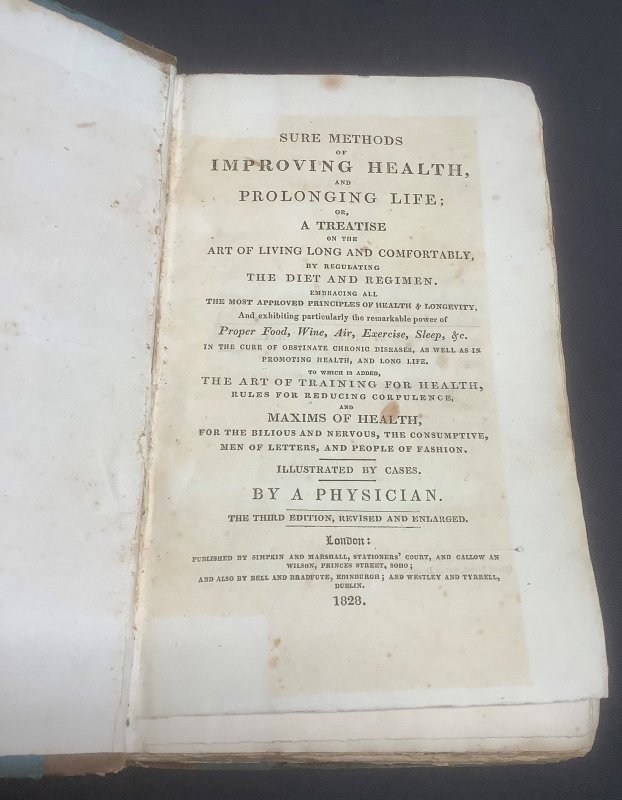 SURE METHODS
OF
IMPROVING HEALTH,
AND
PROLONGING LIFE;
OR,
A TREATISE
ON THE
ART OF LIVING LONG AND COMFORTABLY,
BY REGULATING
THE DIET AND REGIMEN.
EMBRACING ALL
THE MOST APPROVED PRINCIPLES OF HEALTH & LONGEVITY,
And exhibiting particularly the remarkable power of
Proper Food, Wine, Air, Exercise, Sleep, &c.
IN THE CURE OF OBSTINATE CHRONIC DISEASES, AS WELL AS IN
PROMOTING HEALTH, AND LONG LIFE.
TO WHICH IS ADDED,
THE ART OF TRAINING FOR HEALTH,
RULES FOR REDUCING CORPULENCE,
AND
MAXIMS OF HEALTH,
FOR THE BILIOUS AND NERVOUS, THE CONSUMPTIVE,
MEN OF LETTERS, AND PEOPLE OF FASHION.
ILLUSTRATED BY CASES.
BY A PHYSICIAN.
THE THIRD EDITION, REVISED AND ENLARGED.
London:
PUBLISHED BY SIMPKIN AND MARSHALL, STATIONERS' COURT, AND CALLOW AN
WILSON, PRINCES STREET, SOHO;
AND ALSO BY BELL AND BRADFUTE, EDINBURGH; AND WESTLEY AND TYRRELL,
DUBLIN.
1828.